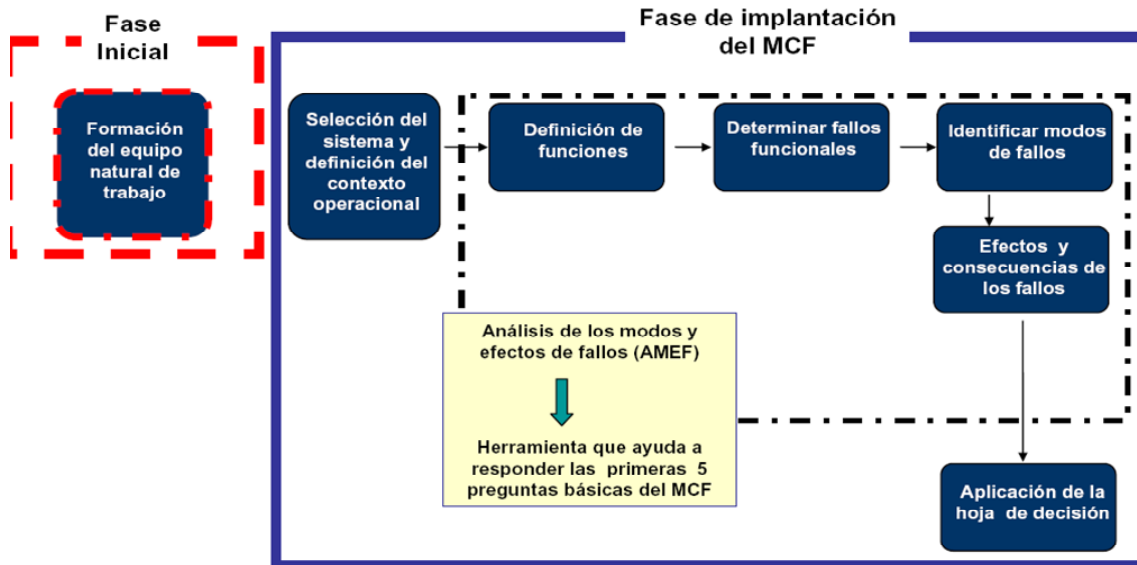 Fase
Inicial
Formación
del equipo
natural de
trabajo
Fase de implantación
del MCF
Selección del
sistema y
definición del
contexto
operacional
Definición de
funciones
Determinar fallos
funcionales
Identificar modos
de fallos
Efectos y
consecuencias de
los fallos
Análisis de los modos y
efectos de fallos (AMEF)
Herramienta que ayuda a
responder las primeras 5
preguntas básicas del MCF
Aplicación de la
hoja de decisión